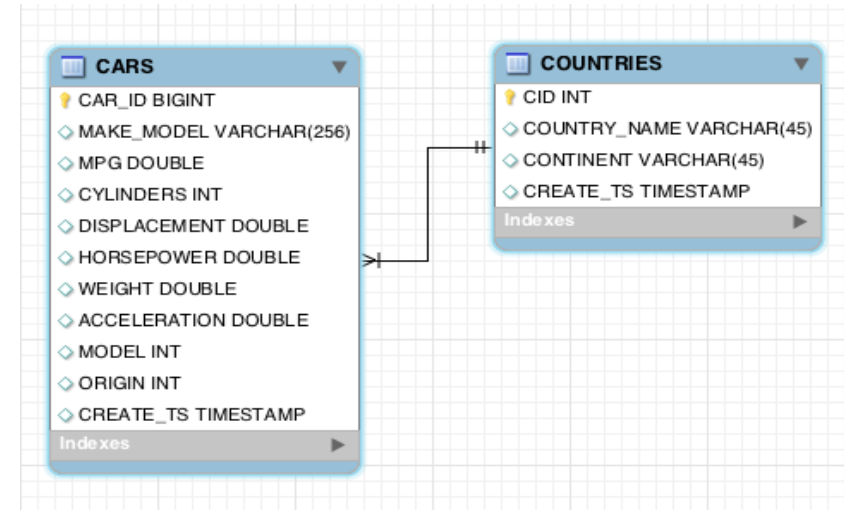 CARS
CAR_ID BIGINT
MAKE_MODEL VARCHAR(256)
MPG DOUBLE
CYLINDERS INT
DISPLACEMENT DOUBLE
HORSEPOWER DOUBLE
WEIGHT DOUBLE
ACCELERATION DOUBLE
MODEL INT
ORIGIN INT
CREATE_TS TIMESTAMP
Indexes
COUNTRIES
CID INT
COUNTRY_NAME VARCHAR(45)
CONTINENT VARCHAR(45)
CREATE_TS TIMESTAMP
Indexes